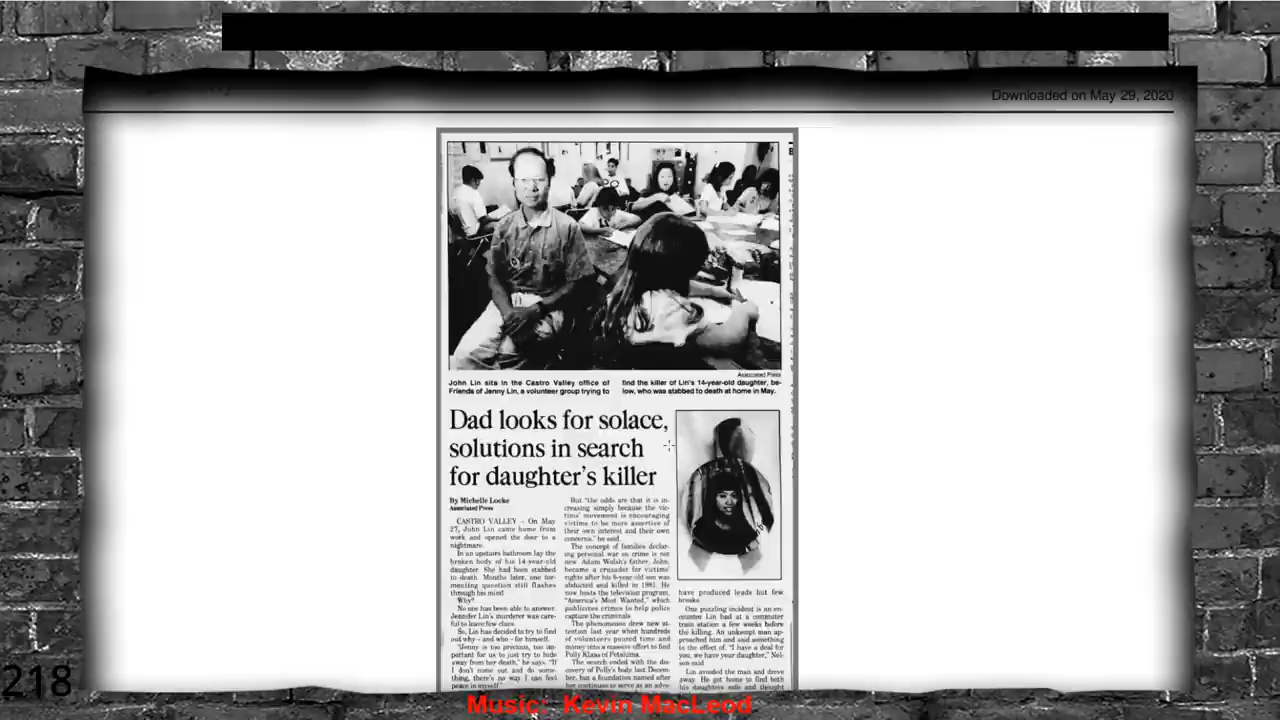 Downloaded on May 29, 2020
Associated Press
John Lin sits in the Castro Valley office of
Friends of Jenny Lin, a volunteer group trying to
find the killer of Lin's 14-year-old daughter, be-
low, who was stabbed to death at home in May.
Dad looks for solace,
solutions in search
for daughter's killer
By Michelle Locke
Associated Press
CASTRO VALLEY – On May
27, John Lin came home from
work and opened the door to a
nightmare.
In an upstairs bathroom lay the
broken body of his 14-year-old
daughter. She had been stabbed
to death. Months later, one tor-
menting question still flashes
through his mind
Why?
No one has been able to answer.
Jennifer Lin's murderer was care-
ful to leave few clues.
So, Lin has decided to try to find
out why – and who – for himself.
"Jenny is too precious, too im-
portant for us to just try to hide
away from her death," he says. "If
I don't come out and do some-
thing, there's no way I can feel
peace in myself."
But "the odds are that it is in-
creasing simply because the vic-
tims' movement is encouraging
victims to be more assertive of
their own interest and their own
concerns," he said.
The concept of families declar-
ing personal war on crime is not
new. Adam Walsh's father, John,
became a crusader for victims'
rights after his 6-year-old son was
abducted and killed in 1981. He
now hosts the television program,
"America's Most Wanted," which
publicizes crimes to help police
capture the criminals.
The phenomenon drew new at-
tention last year when hundreds
of volunteers poured time and
money into a massive effort to find
Polly Klaas of Petaluma.
The search ended with the dis-
covery of Polly's body last Decem-
ber, but a foundation named after
her continues to serve as an adve-
have produced leads but few
breaks.
One puzzling incident is an en-
counter Lin had at a commuter
train station a few weeks before
the killing. An unkempt man ap-
proached him and said something
to the effect of, "I have a deal for
you, we have your daughter," Nel-
son said
Lin avoided the man and drove
away. He got home to find both
his daughters safe and thought
218
Music: Kevin MacLeod